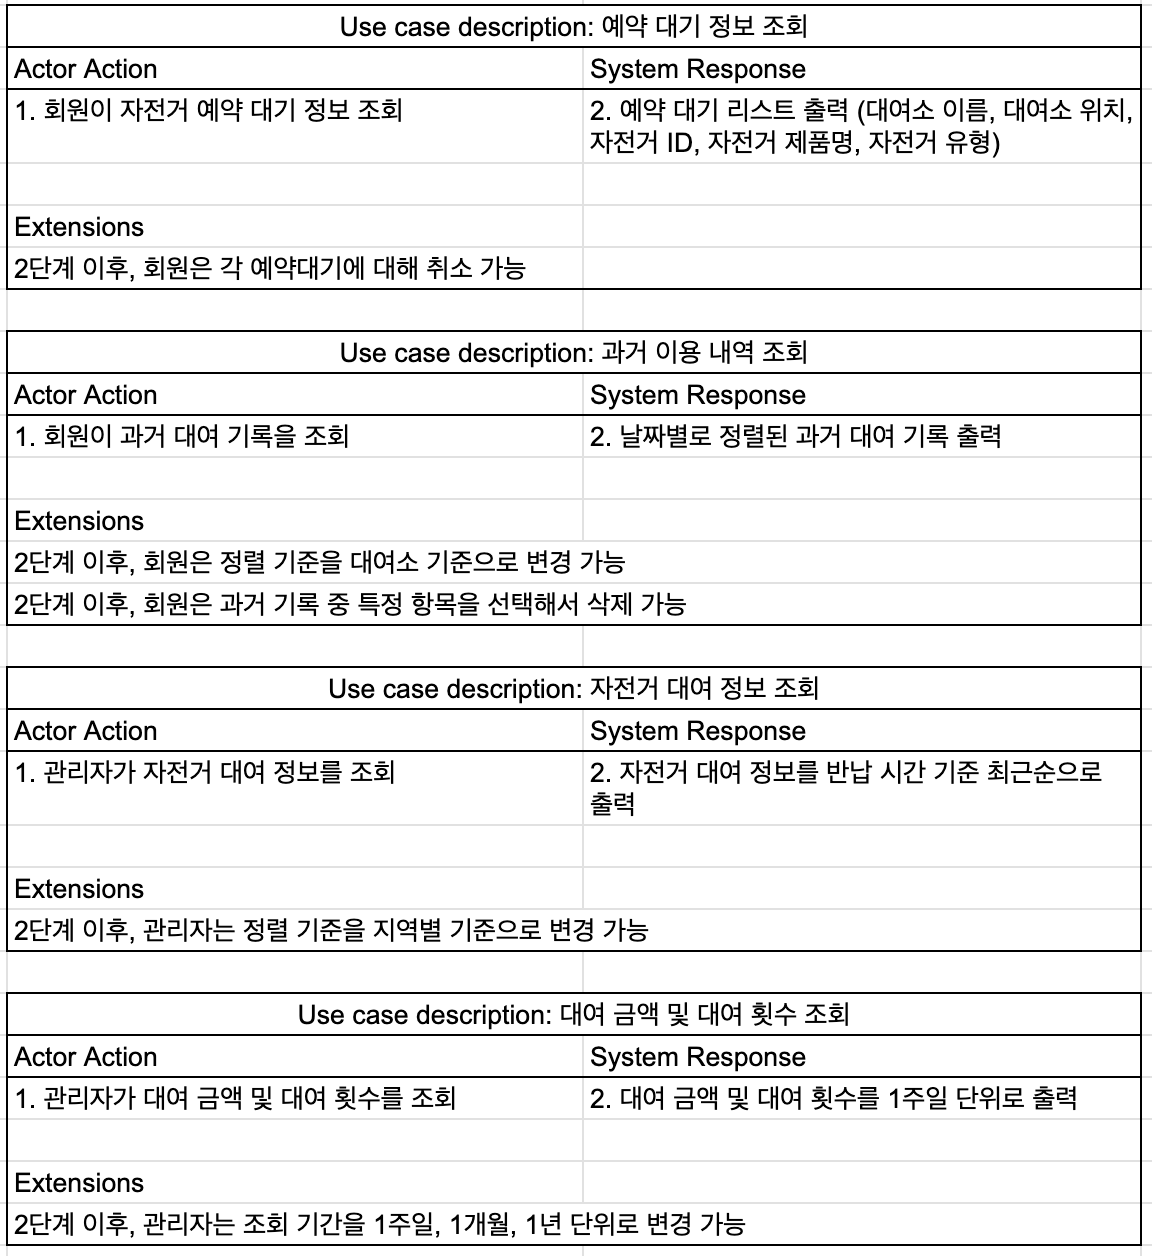 Use case description: 예약 대기 정보 조회
Actor Action
System Response
1. 회원이 자전거 예약 대기 정보 조회
2. 예약 대기 리스트 출력 (대여소 이름, 대여소 위치,
자전거 ID, 자전거 제품명, 자전거 유형)
Extensions
2단계 이후, 회원은 각 예약대기에 대해 취소 가능
Use case description: 과거 이용 내역 조회
Actor Action
System Response
1. 회원이 과거 대여 기록을 조회
2. 날짜별로 정렬된 과거 대여 기록 출력
Extensions
2단계 이후, 회원은 정렬 기준을 대여소 기준으로 변경 가능
2단계 이후, 회원은 과거 기록 중 특정 항목을 선택해서 삭제 가능
Use case description: 자전거 대여 정보 조회
Actor Action
System Response
1. 관리자가 자전거 대여 정보를 조회
2. 자전거 대여 정보를 반납 시간 기준 최근순으로
출력
Extensions
2단계 이후, 관리자는 정렬 기준을 지역별 기준으로 변경 가능
Use case description: 대여 금액 및 대여 횟수 조회
Actor Action
System Response
1. 관리자가 대여 금액 및 대여 횟수를 조회
2. 대여 금액 및 대여 횟수를 1주일 단위로 출력
Extensions
2단계 이후, 관리자는 조회 기간을 1주일, 1개월, 1년 단위로 변경 가능